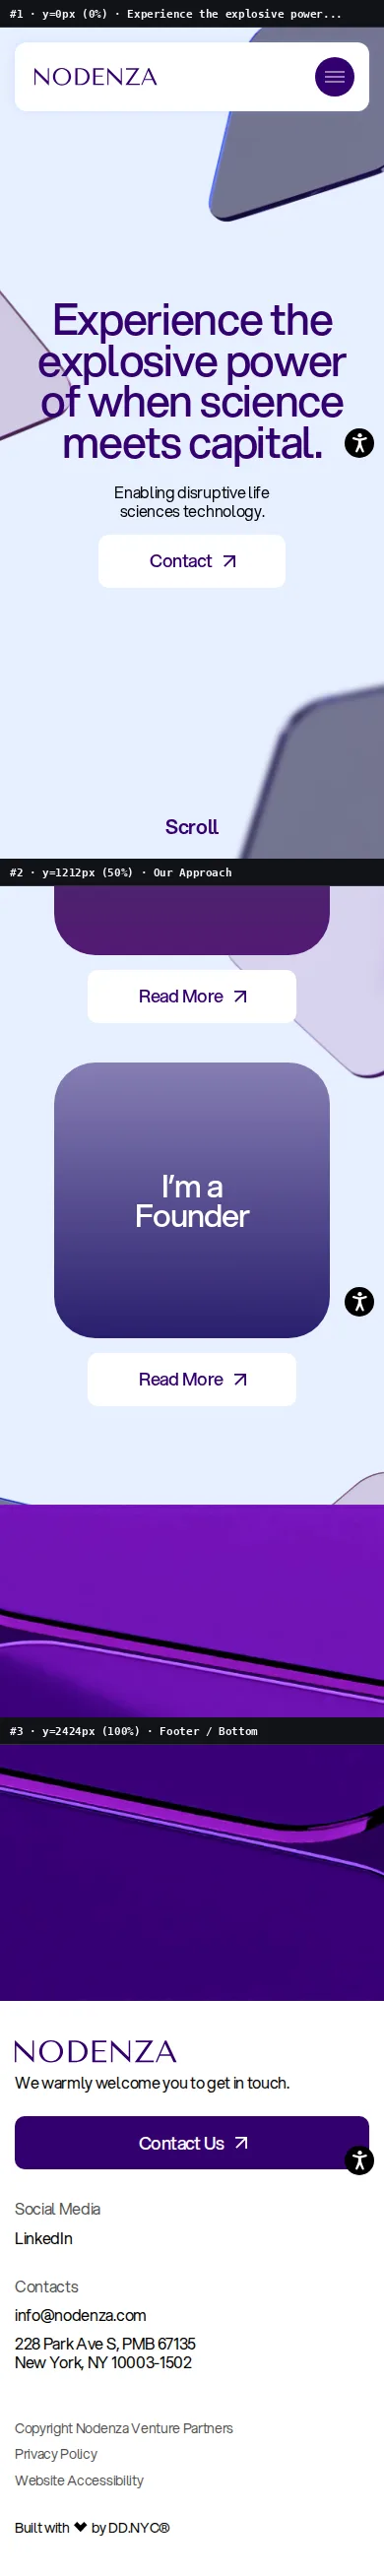 #1 · y=0px (0%) · Experience the explosive power...
NODENZA
Experience the
explosive power
of when science
meets capital.
Enabling disruptive life
sciences technology.
Contact
Scroll
#2 · y=1212px (50%) · Our Approach
Read More
I'm a
Founder
Read More
#3 · y=2424px (100%) · Footer / Bottom
NODENZA
We warmly welcome you to get in touch.
Contact Us
Social Media
LinkedIn
Contacts
info@nodenza.com
228 Park Ave S, PMB 67135
New York, NY 10003-1502
Copyright Nodenza Venture Partners
Privacy Policy
Website Accessibility
Built with ❤ by DD.NYC®